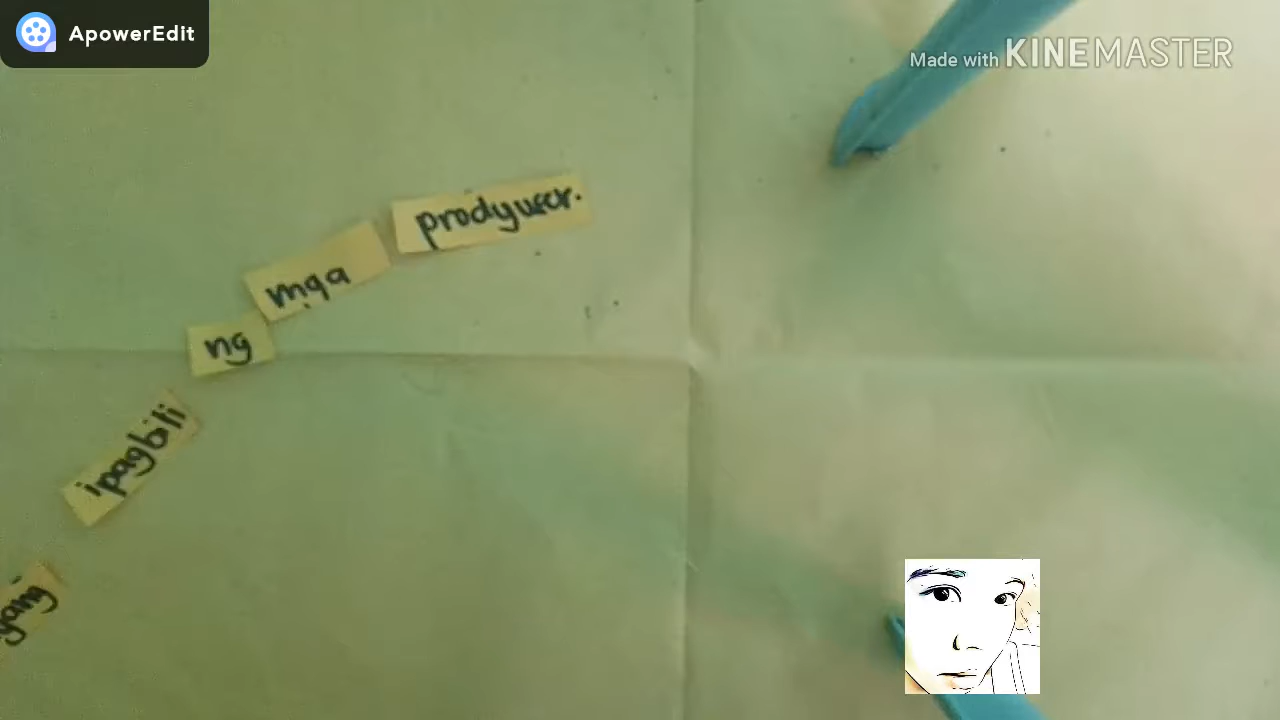 ApowerEdit
Made with KINEMASTER
prodyuser.
mga
ng
ipagbili